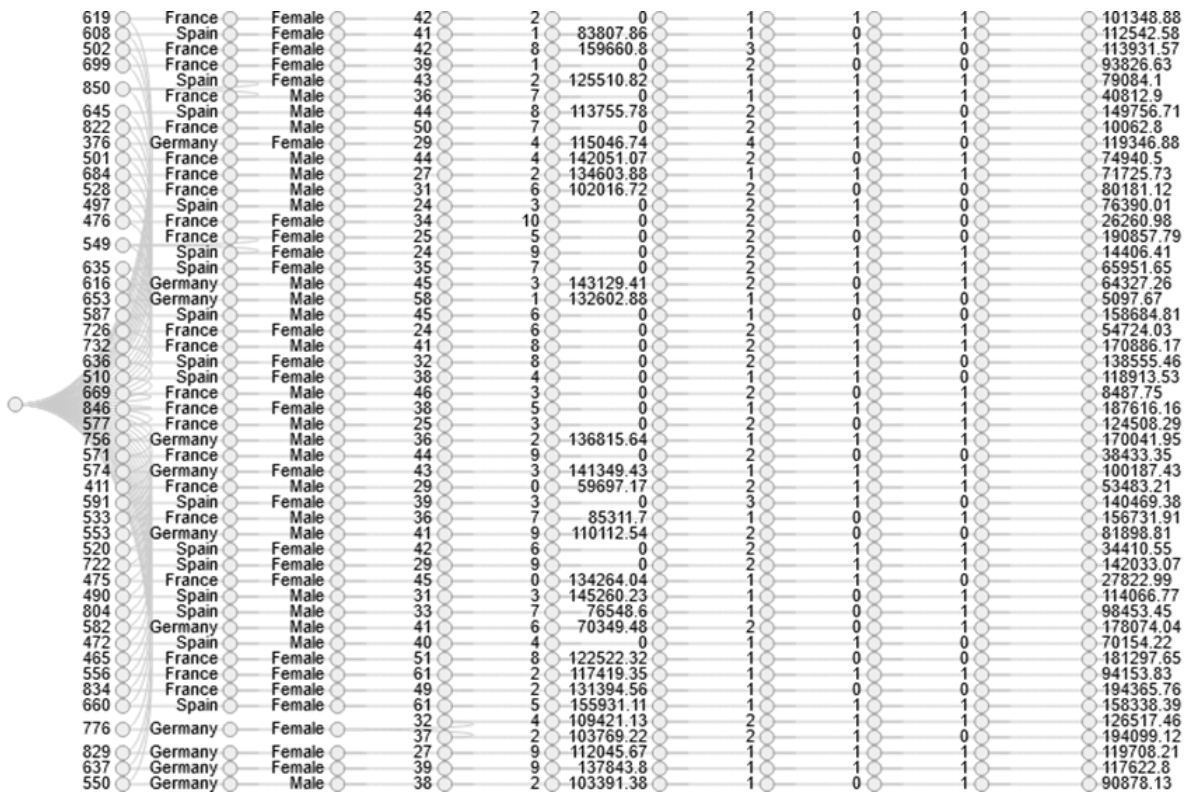 619 France Female 42 2 0 1 1 1 101348.88
608 Spain Female 41 1 83807.86 1 0 1 112542.58
502 France Female 42 8 159660.8 3 1 0 113931.57
699 France Female 39 1 0 2 0 0 93826.63
850 Spain Female 43 2 125510.82 1 1 1 79084.1
France Male 36 7 0 1 1 1 40812.9
645 Spain Male 44 8 113755.78 2 1 0 149756.71
822 France Male 50 7 0 2 1 1 10062.8
376 Germany Female 29 4 115046.74 4 1 0 119346.88
501 France Male 44 4 142051.07 2 0 1 74940.5
684 France Male 27 2 134603.88 1 1 1 71725.73
528 France Male 31 6 102016.72 2 0 0 80181.12
497 Spain Male 24 3 0 2 1 0 76390.01
476 France Female 34 10 0 2 1 0 26260.98
549 France Female 25 5 0 2 0 0 190857.79
Spain Female 24 9 0 2 1 1 14406.41
635 Spain Female 35 7 0 2 1 1 65951.65
616 Germany Male 45 3 143129.41 2 0 1 64327.26
653 Germany Male 58 1 132602.88 1 1 0 5097.67
587 Spain Male 45 6 0 1 0 0 158684.81
726 France Female 24 6 0 2 1 1 54724.03
732 France Male 41 8 0 2 1 1 170886.17
636 Spain Female 32 8 0 2 1 0 138555.46
510 Spain Female 38 4 0 1 1 0 118913.53
669 France Male 46 3 0 2 0 1 8487.75
846 France Female 38 5 0 1 1 1 187616.16
577 France Male 25 3 0 2 0 1 124508.29
756 Germany Male 36 2 136815.64 1 1 1 170041.95
571 France Male 44 9 0 2 0 0 38433.35
574 Germany Female 43 3 141349.43 1 1 1 100187.43
411 France Male 29 0 59697.17 2 1 1 53483.21
591 Spain Female 39 3 0 3 1 0 140469.38
533 France Male 36 7 85311.7 1 0 1 156731.91
553 Germany Male 41 9 110112.54 2 0 0 81898.81
520 Spain Female 42 6 0 2 1 1 34410.55
722 Spain Female 29 9 0 2 1 1 142033.07
475 France Female 45 0 134264.04 1 1 0 27822.99
490 Spain Male 31 3 145260.23 1 0 1 114066.77
804 Spain Male 33 7 76548.6 1 0 1 98453.45
582 Germany Male 41 6 70349.48 2 0 1 178074.04
472 Spain Male 40 4 0 1 1 0 70154.22
465 France Female 51 8 122522.32 1 0 0 181297.65
556 France Female 61 2 117419.35 1 1 1 94153.83
834 France Female 49 2 131394.56 1 0 0 194365.76
660 Spain Female 61 5 155931.11 1 1 1 158338.39
776 Germany Female 32 4 109421.13 2 1 1 126517.46
37 2 103769.22 2 1 0 194099.12
829 Germany Female 27 9 112045.67 1 1 1 119708.21
637 Germany Female 39 9 137843.8 1 1 1 117622.8
550 Germany Male 38 2 103391.38 1 0 1 90878.13